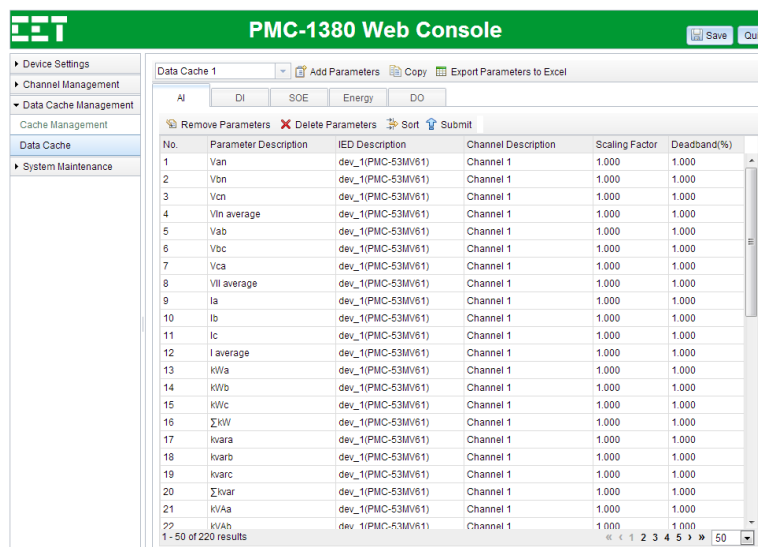 CET PMC-1380 Web Console Save Qui
Device Settings
Channel Management
Data Cache Management
Cache Management
Data Cache
System Maintenance
Data Cache 1 Add Parameters Copy Export Parameters to Excel
AI DI SOE Energy DO
Remove Parameters Delete Parameters Sort Submit
No. Parameter Description IED Description Channel Description Scaling Factor Deadband(%)
1 Van dev_1(PMC-53MV61) Channel 1 1.000 1.000
2 Vbn dev_1(PMC-53MV61) Channel 1 1.000 1.000
3 Vcn dev_1(PMC-53MV61) Channel 1 1.000 1.000
4 Vln average dev_1(PMC-53MV61) Channel 1 1.000 1.000
5 Vab dev_1(PMC-53MV61) Channel 1 1.000 1.000
6 Vbc dev_1(PMC-53MV61) Channel 1 1.000 1.000
7 Vca dev_1(PMC-53MV61) Channel 1 1.000 1.000
8 Vll average dev_1(PMC-53MV61) Channel 1 1.000 1.000
9 Ia dev_1(PMC-53MV61) Channel 1 1.000 1.000
10 Ib dev_1(PMC-53MV61) Channel 1 1.000 1.000
11 Ic dev_1(PMC-53MV61) Channel 1 1.000 1.000
12 I average dev_1(PMC-53MV61) Channel 1 1.000 1.000
13 kWa dev_1(PMC-53MV61) Channel 1 1.000 1.000
14 kWb dev_1(PMC-53MV61) Channel 1 1.000 1.000
15 kWc dev_1(PMC-53MV61) Channel 1 1.000 1.000
16 ∑kW dev_1(PMC-53MV61) Channel 1 1.000 1.000
17 kvara dev_1(PMC-53MV61) Channel 1 1.000 1.000
18 kvarb dev_1(PMC-53MV61) Channel 1 1.000 1.000
19 kvarc dev_1(PMC-53MV61) Channel 1 1.000 1.000
20 ∑kvar dev_1(PMC-53MV61) Channel 1 1.000 1.000
21 kVAa dev_1(PMC-53MV61) Channel 1 1.000 1.000
22 kVAb dev_1(PMC-53MV61) Channel 1 1.000 1.000
1 - 50 of 220 results « ‹ 1 2 3 4 5 › » 50